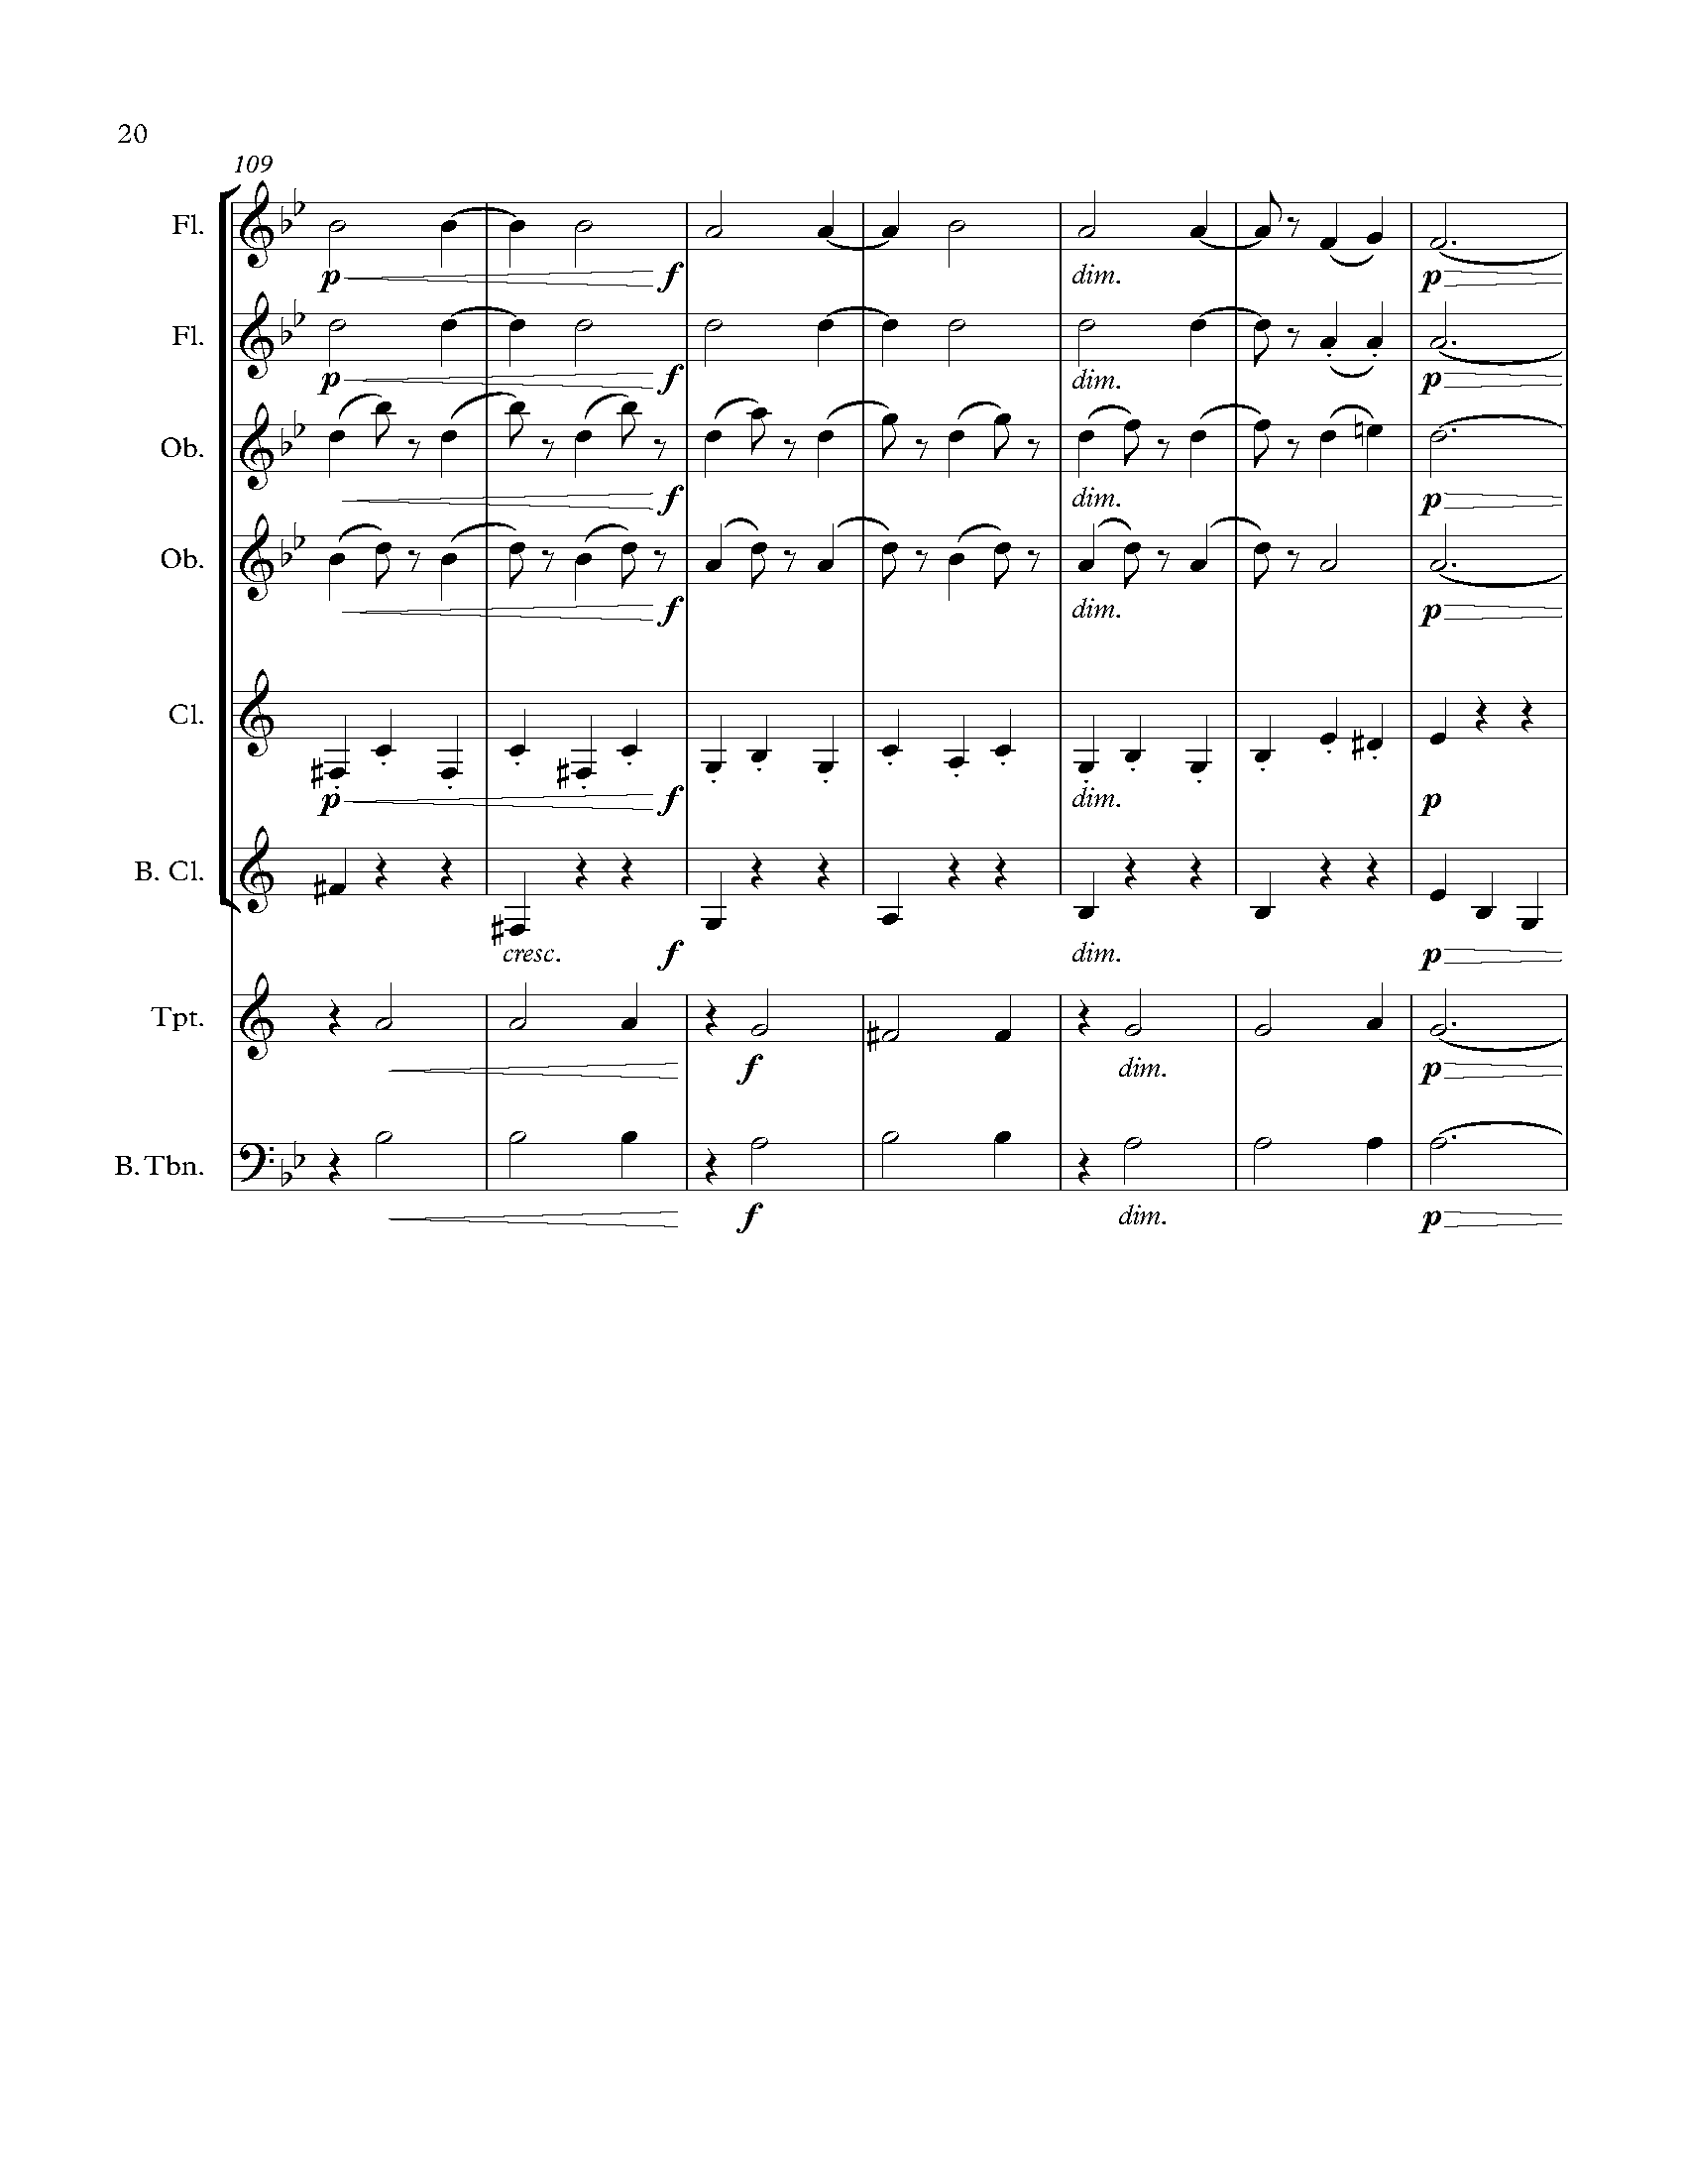 20
109
Fl.
p f dim. p
Fl.
p f dim. p
Ob.
f dim. p
Ob.
f dim. p
Cl.
p f dim. p
B. Cl.
cresc. f dim. p
Tpt.
f dim. p
B. Tbn.
f dim. p